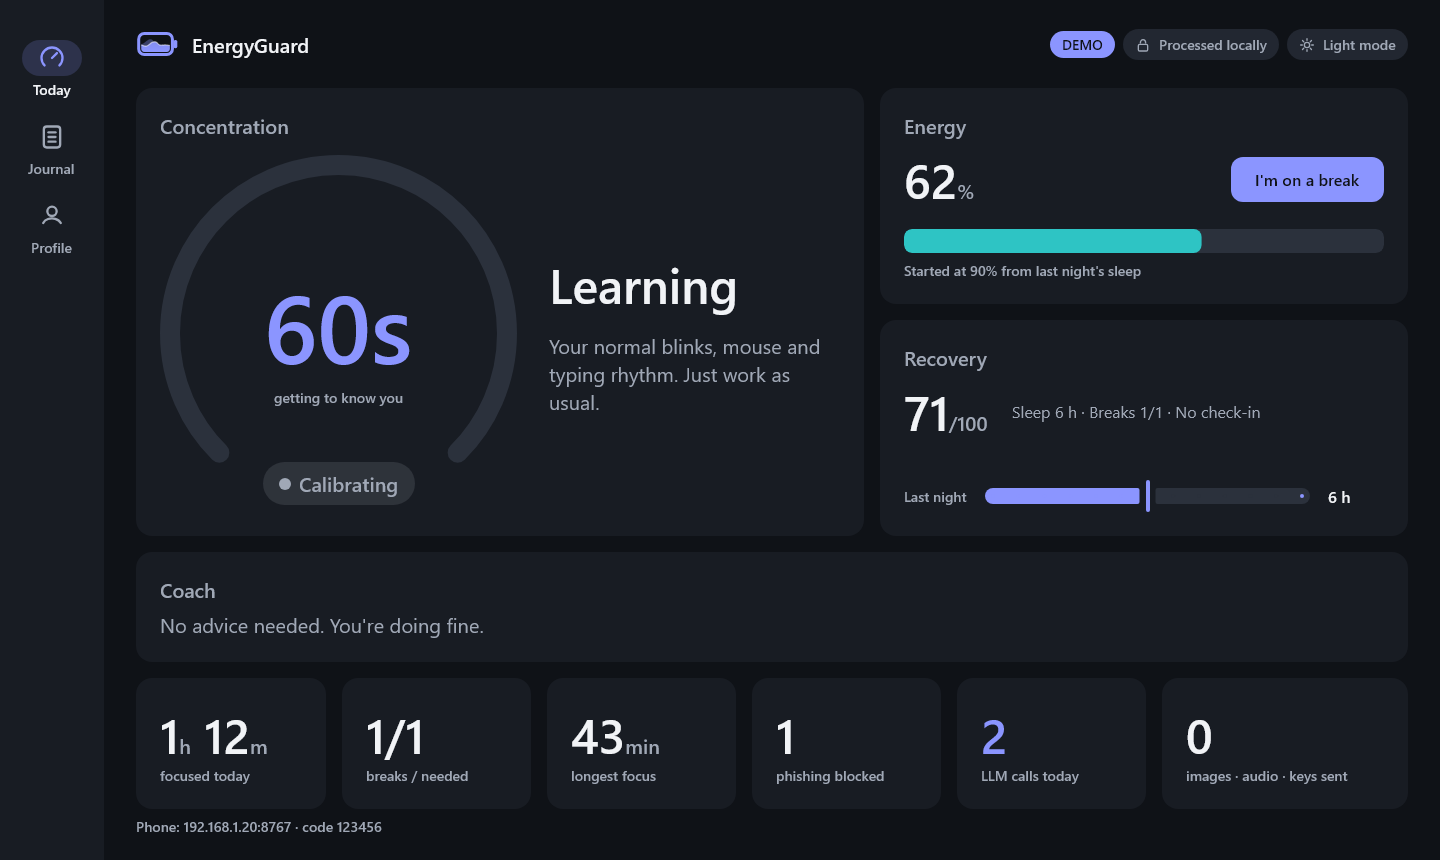 EnergyGuard
DEMO
Processed locally
Light mode
Today
Journal
Profile
Concentration
60s
getting to know you
Calibrating
Learning
Your normal blinks, mouse and
typing rhythm. Just work as
usual.
Energy
62%
I'm on a break
Started at 90% from last night's sleep
Recovery
71/100
Sleep 6 h · Breaks 1/1 · No check-in
Last night
6 h
Coach
No advice needed. You're doing fine.
1h 12m
focused today
1/1
breaks / needed
43min
longest focus
1
phishing blocked
2
LLM calls today
0
images · audio · keys sent
Phone: 192.168.1.20:8767 · code 123456